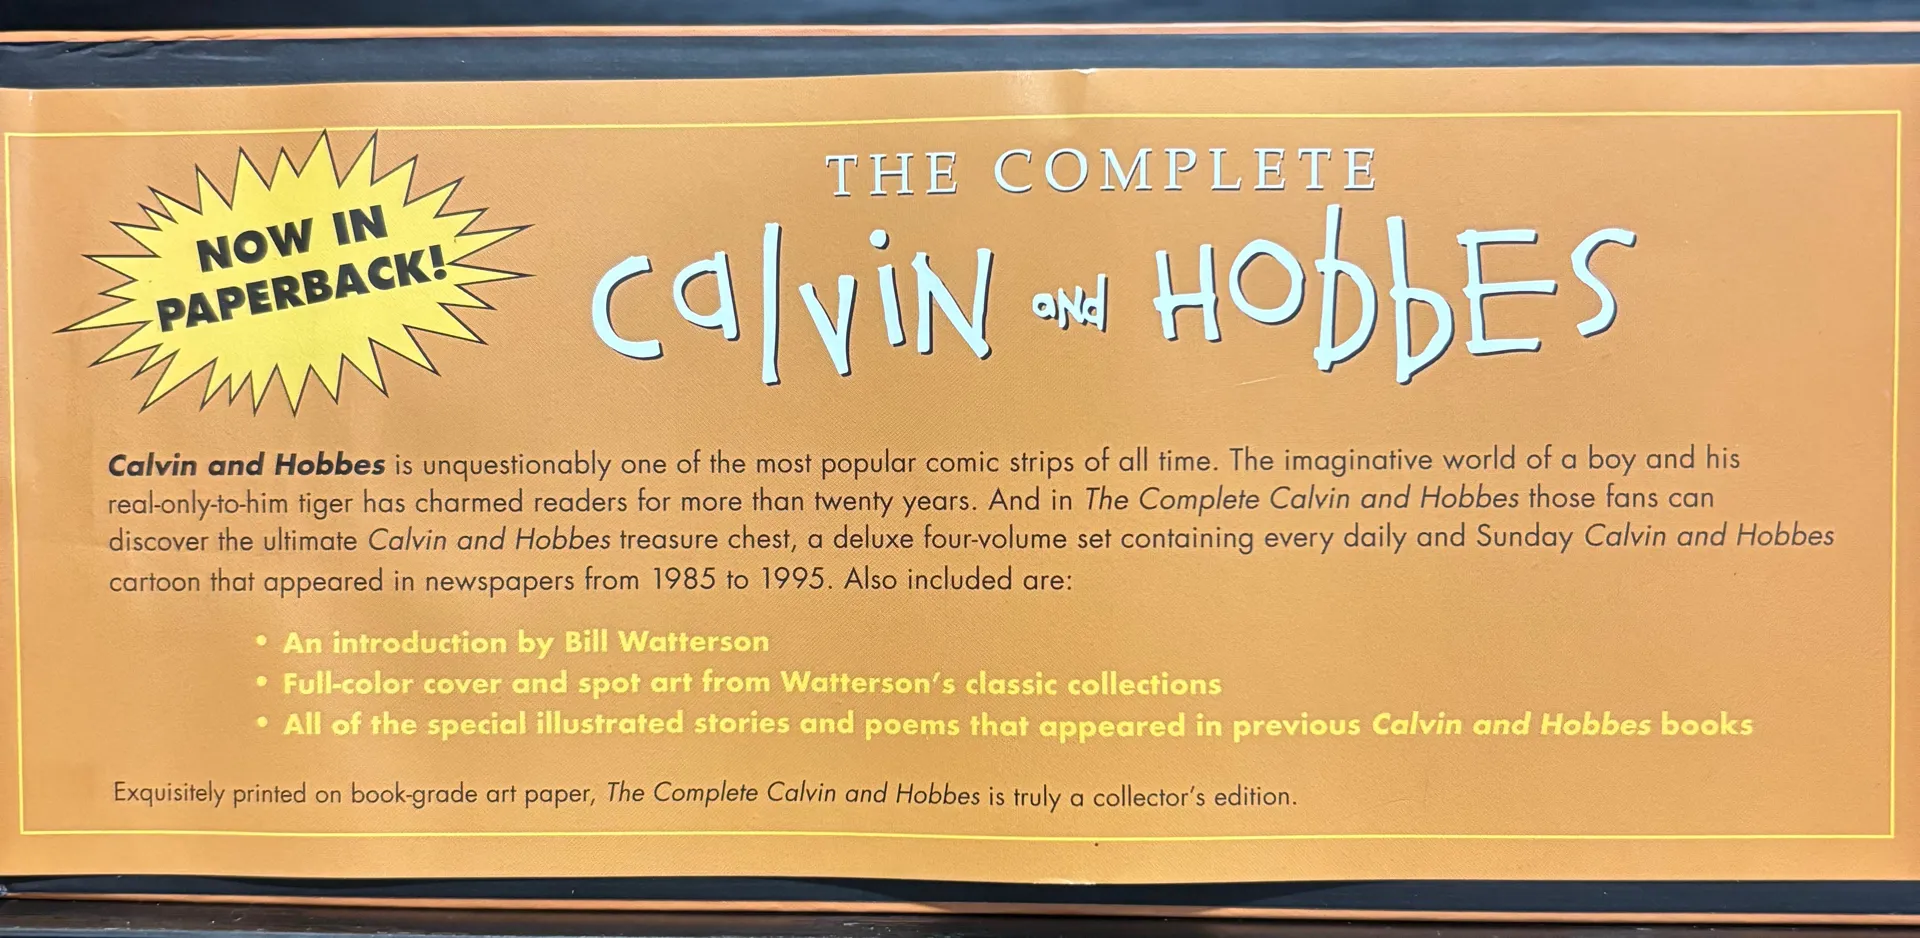 NOW IN
PAPERBACK!
THE COMPLETE
Calvin and Hobbes
Calvin and Hobbes is unquestionably one of the most popular comic strips of all time. The imaginative world of a boy and his
real-only-to-him tiger has charmed readers for more than twenty years. And in The Complete Calvin and Hobbes those fans can
discover the ultimate Calvin and Hobbes treasure chest, a deluxe four-volume set containing every daily and Sunday Calvin and Hobbes
cartoon that appeared in newspapers from 1985 to 1995. Also included are:
• An introduction by Bill Watterson
• Full-color cover and spot art from Watterson's classic collections
• All of the special illustrated stories and poems that appeared in previous Calvin and Hobbes books
Exquisitely printed on book-grade art paper, The Complete Calvin and Hobbes is truly a collector's edition.